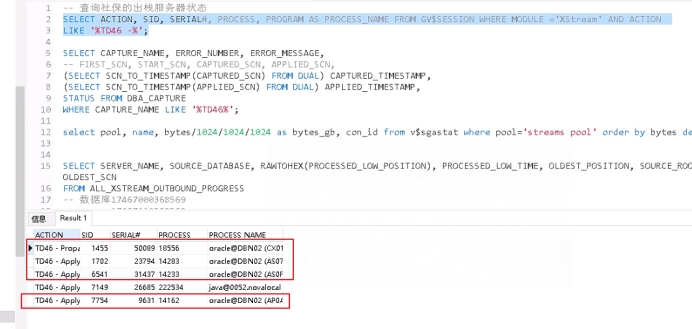 1 -- 查询社保的出栈服务器状态
2 SELECT ACTION, SID, SERIAL#, PROCESS, PROGRAM AS PROCESS_NAME FROM GV$SESSION WHERE MODULE ='XStream' AND ACTION
3 LIKE '%TD46 -%';
4
5 SELECT CAPTURE_NAME, ERROR_NUMBER, ERROR_MESSAGE,
6 -- FIRST_SCN, START_SCN, CAPTURED_SCN, APPLIED_SCN,
7 (SELECT SCN_TO_TIMESTAMP(CAPTURED_SCN) FROM DUAL) CAPTURED_TIMESTAMP,
8 (SELECT SCN_TO_TIMESTAMP(APPLIED_SCN) FROM DUAL) APPLIED_TIMESTAMP,
9 STATUS FROM DBA_CAPTURE
10 WHERE CAPTURE_NAME LIKE '%TD46%';
11
12 select pool, name, bytes/1024/1024/1024 as bytes_gb, con_id from v$sgastat where pool='streams pool' order by bytes de
13
14
15 SELECT SERVER_NAME, SOURCE_DATABASE, RAWTOHEX(PROCESSED_LOW_POSITION), PROCESSED_LOW_TIME, OLDEST_POSITION, SOURCE_ROO
OLDEST_SCN
16 FROM ALL_XSTREAM_OUTBOUND_PROGRESS
17 -- 数据库17467000368569
信息 Result 1
ACTION SID SERIAL# PROCESS PROCESS_NAME
TD46 - Propa 1455 50089 18556 oracle@DBN02 (CX01
TD46 - Apply 1702 23794 14283 oracle@DBN02 (AS07
TD46 - Apply 6541 31437 14233 oracle@DBN02 (AS0F
TD46 - Apply 7149 26685 222534 java@0052.novalocal
TD46 - Apply 7754 9631 14162 oracle@DBN02 (AP0A